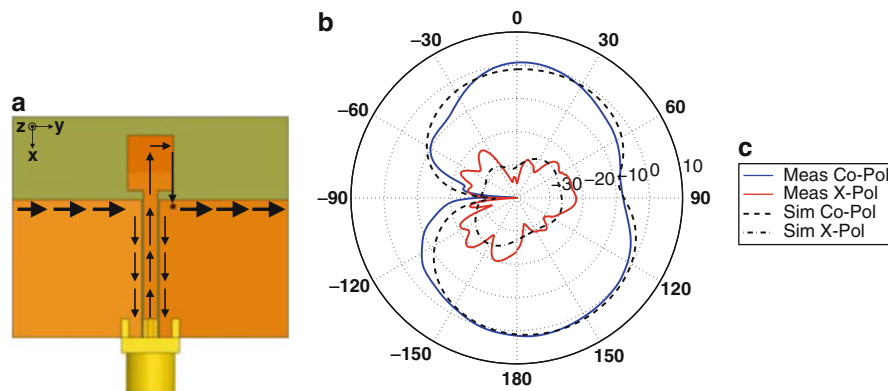 a
z
y
x
b
0
−30
30
−60
60
−90
−30
−20
−10
0
10
90
−120
120
−150
150
180
c
Meas Co-Pol
Meas X-Pol
Sim Co-Pol
Sim X-Pol